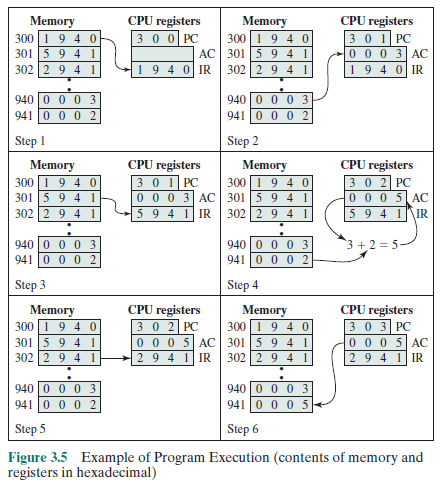 Memory CPU registers
300 1 9 4 0 3 0 0 PC
301 5 9 4 1 AC
302 2 9 4 1 1 9 4 0 IR
940 0 0 0 3
941 0 0 0 2
Step 1
Memory CPU registers
300 1 9 4 0 3 0 1 PC
301 5 9 4 1 0 0 0 3 AC
302 2 9 4 1 1 9 4 0 IR
940 0 0 0 3
941 0 0 0 2
Step 2
Memory CPU registers
300 1 9 4 0 3 0 1 PC
301 5 9 4 1 0 0 0 3 AC
302 2 9 4 1 5 9 4 1 IR
940 0 0 0 3
941 0 0 0 2
Step 3
Memory CPU registers
300 1 9 4 0 3 0 2 PC
301 5 9 4 1 0 0 0 5 AC
302 2 9 4 1 5 9 4 1 IR
940 0 0 0 3 3 + 2 = 5
941 0 0 0 2
Step 4
Memory CPU registers
300 1 9 4 0 3 0 2 PC
301 5 9 4 1 0 0 0 5 AC
302 2 9 4 1 2 9 4 1 IR
940 0 0 0 3
941 0 0 0 2
Step 5
Memory CPU registers
300 1 9 4 0 3 0 3 PC
301 5 9 4 1 0 0 0 5 AC
302 2 9 4 1 2 9 4 1 IR
940 0 0 0 3
941 0 0 0 5
Step 6
Figure 3.5 Example of Program Execution (contents of memory and
registers in hexadecimal)